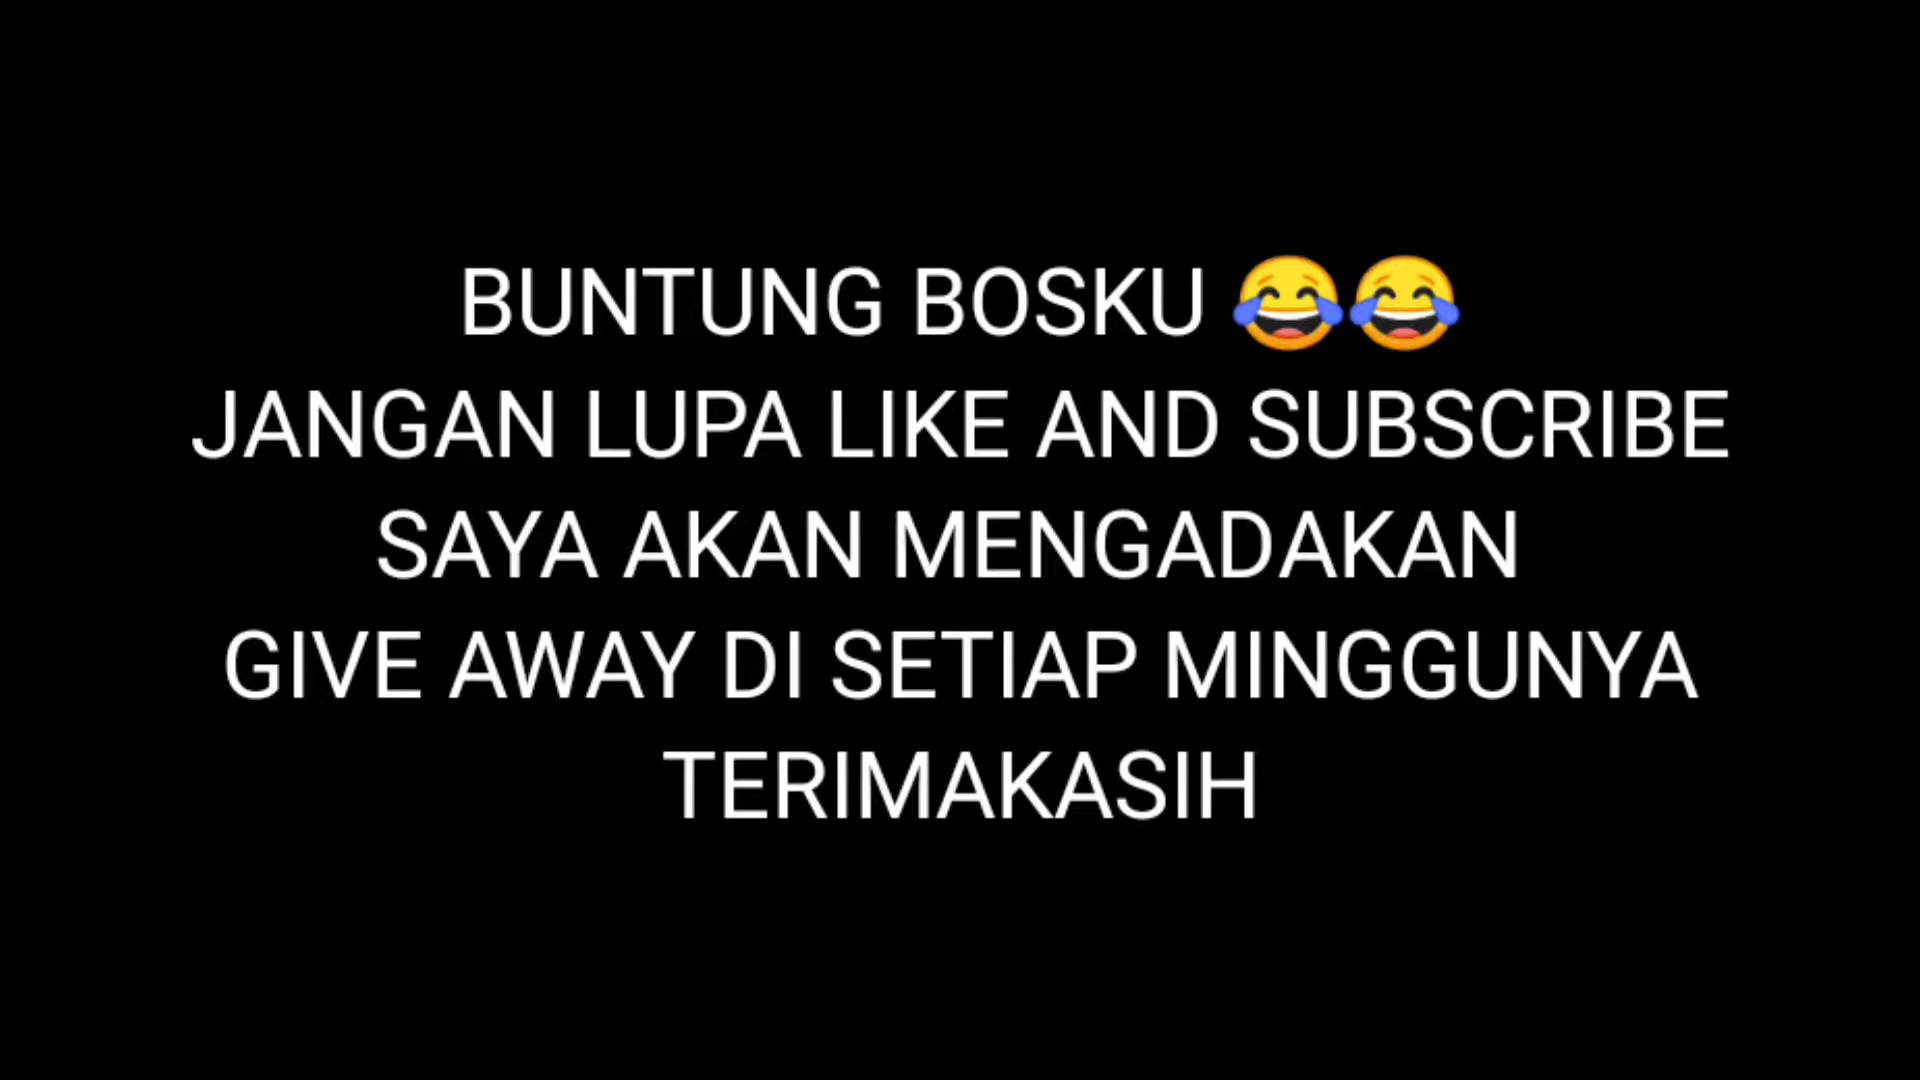 BUNTUNG BOSKU 😂😂
JANGAN LUPA LIKE AND SUBSCRIBE
SAYA AKAN MENGADAKAN
GIVE AWAY DI SETIAP MINGGUNYA
TERIMAKASIH